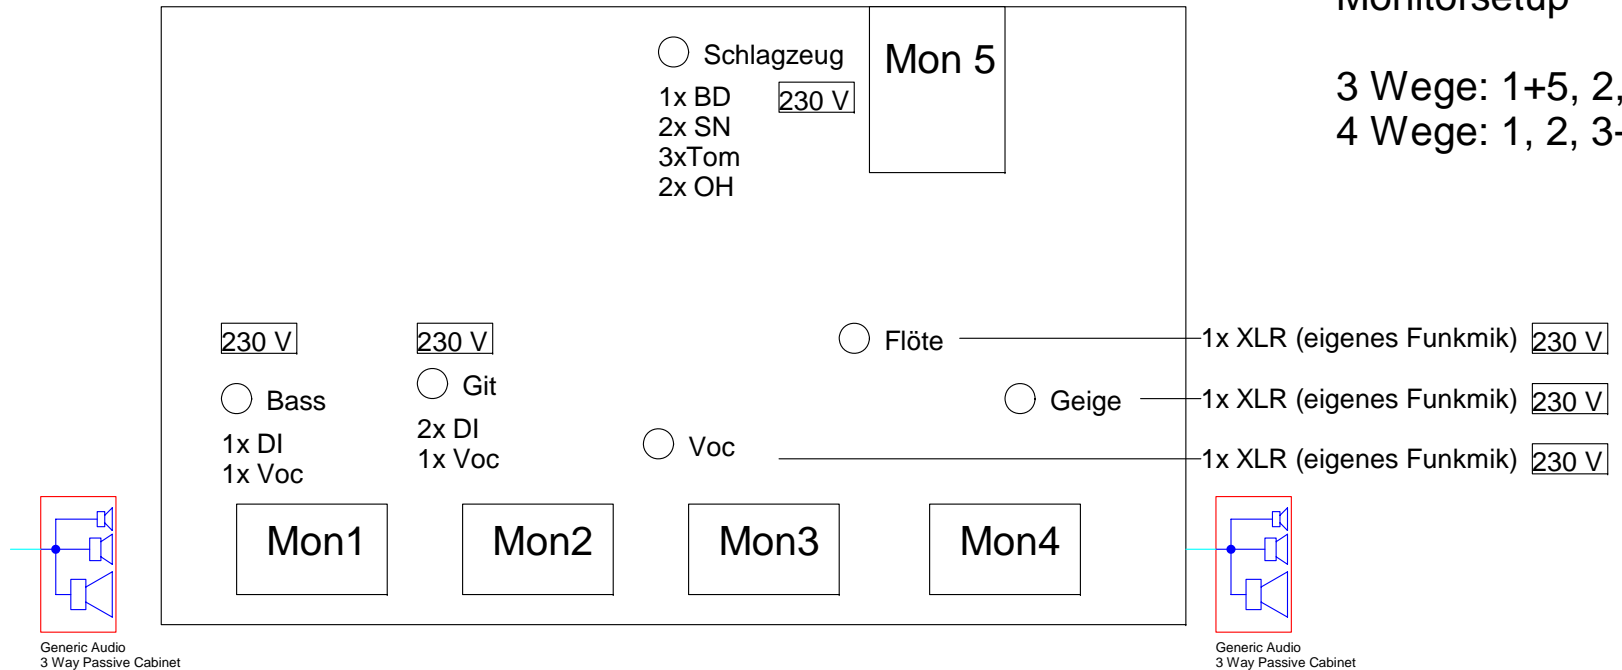 Monitorsetup
3 Wege: 1+5, 2,
4 Wege: 1, 2, 3-
Schlagzeug
1x BD
2x SN
3xTom
2x OH
230 V
Mon 5
230 V
Bass
1x DI
1x Voc
230 V
Git
2x DI
1x Voc
Voc
Flöte
1x XLR (eigenes Funkmik) 230 V
Geige
1x XLR (eigenes Funkmik) 230 V
1x XLR (eigenes Funkmik) 230 V
Mon1
Mon2
Mon3
Mon4
Generic Audio
3 Way Passive Cabinet
Generic Audio
3 Way Passive Cabinet